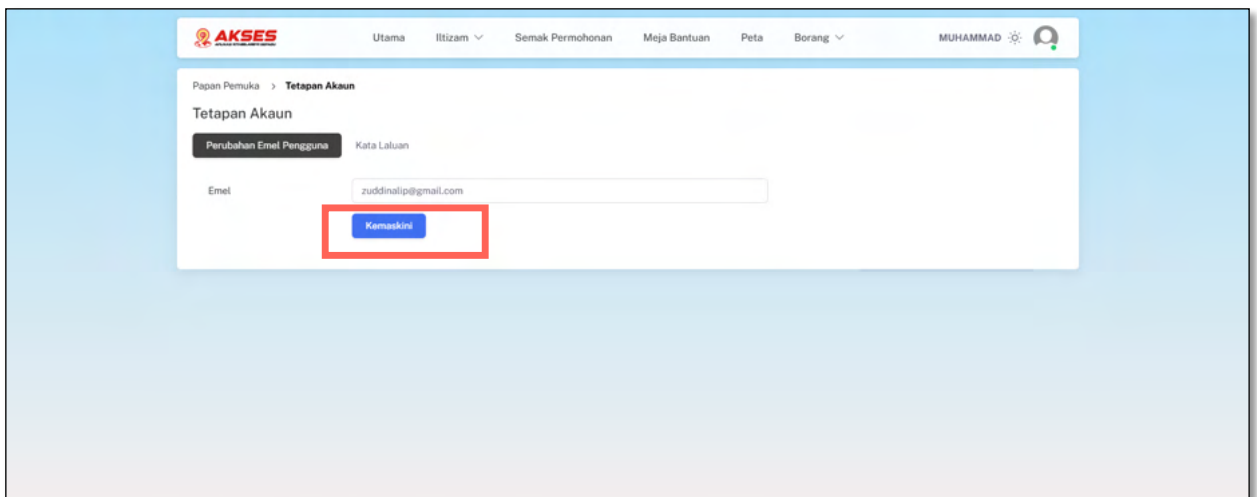 AKSES
Utama Iltizam Semak Permohonan Meja Bantuan Peta Borang MUHAMMAD
Papan Pemuka > Tetapan Akaun
Tetapan Akaun
Perubahan Emel Pengguna Kata Laluan
Emel zuddinalip@gmail.com
Kemaskini